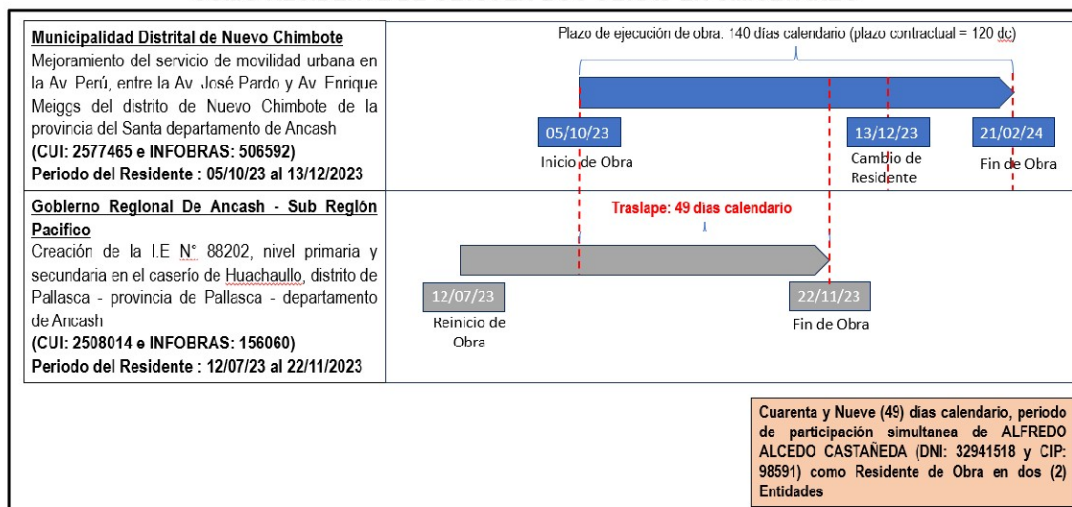 Municipalidad Distrital de Nuevo Chimbote
Mejoramiento del servicio de movilidad urbana en
la Av. Perú, entre la Av. José Pardo y Av. Enrique
Meiggs del distrito de Nuevo Chimbote de la
provincia del Santa departamento de Ancash
(CUI: 2577465 e INFOBRAS: 506592)
Periodo del Residente : 05/10/23 al 13/12/2023
Plazo de ejecución de obra. 140 días calendario (plazo contractual = 120 dc)
05/10/23
Inicio de Obra
13/12/23
Cambio de
Residente
21/02/24
Fin de Obra
Gobierno Regional De Ancash - Sub Región
Pacifico
Creación de la I.E N° 88202, nivel primaria y
secundaria en el caserío de Huachaullo, distrito de
Pallasca - provincia de Pallasca - departamento
de Ancash
(CUI: 2508014 e INFOBRAS: 156060)
Periodo del Residente : 12/07/23 al 22/11/2023
Traslape: 49 días calendario
12/07/23
Reinicio de
Obra
22/11/23
Fin de Obra
Cuarenta y Nueve (49) días calendario, periodo
de participación simultanea de ALFREDO
ALCEDO CASTAÑEDA (DNI: 32941518 y CIP:
98591) como Residente de Obra en dos (2)
Entidades